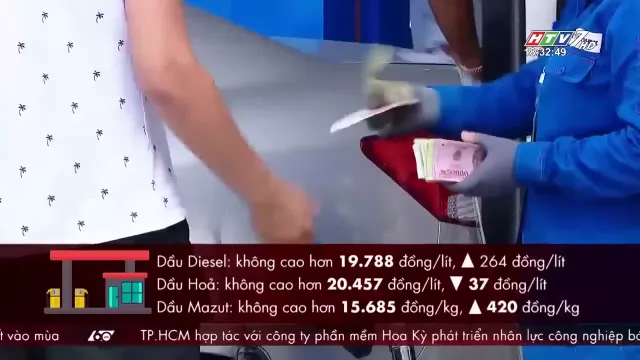 HTV7 HD
18:32:49
Dầu Diesel: không cao hơn 19.788 đồng/lít, ▲ 264 đồng/lít
Dầu Hoả: không cao hơn 20.457 đồng/lít, ▼ 37 đồng/lít
Dầu Mazut: không cao hơn 15.685 đồng/kg, ▲ 420 đồng/kg
t vào mùa 60 TP.HCM hợp tác với công ty phần mềm Hoa Kỳ phát triển nhân lực công nghiệp bá